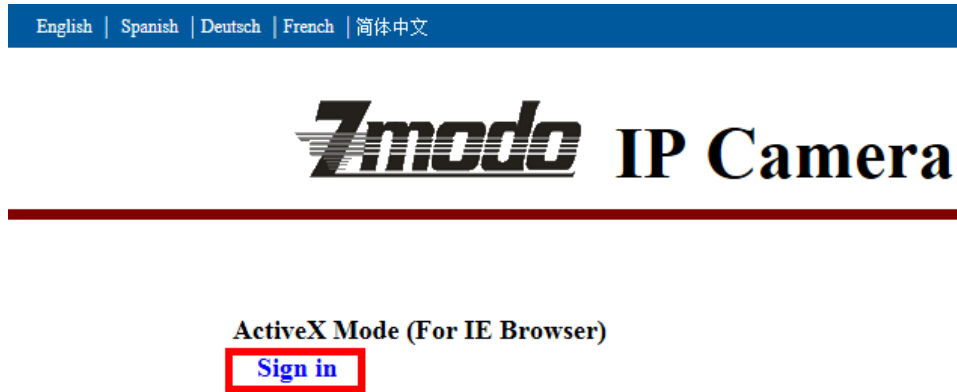 English | Spanish | Deutsch | French | 简体中文
Zmodo IP Camera
ActiveX Mode (For IE Browser)
Sign in